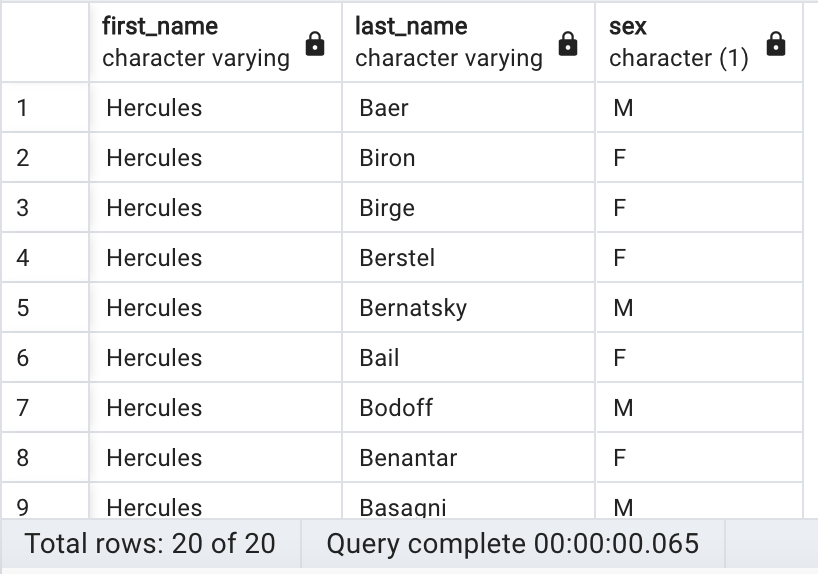 first_name last_name sex
character varying character varying character (1)
1 Hercules Baer M
2 Hercules Biron F
3 Hercules Birge F
4 Hercules Berstel F
5 Hercules Bernatsky M
6 Hercules Bail F
7 Hercules Bodoff M
8 Hercules Benantar F
9 Hercules Basagni M
Total rows: 20 of 20 Query complete 00:00:00.065